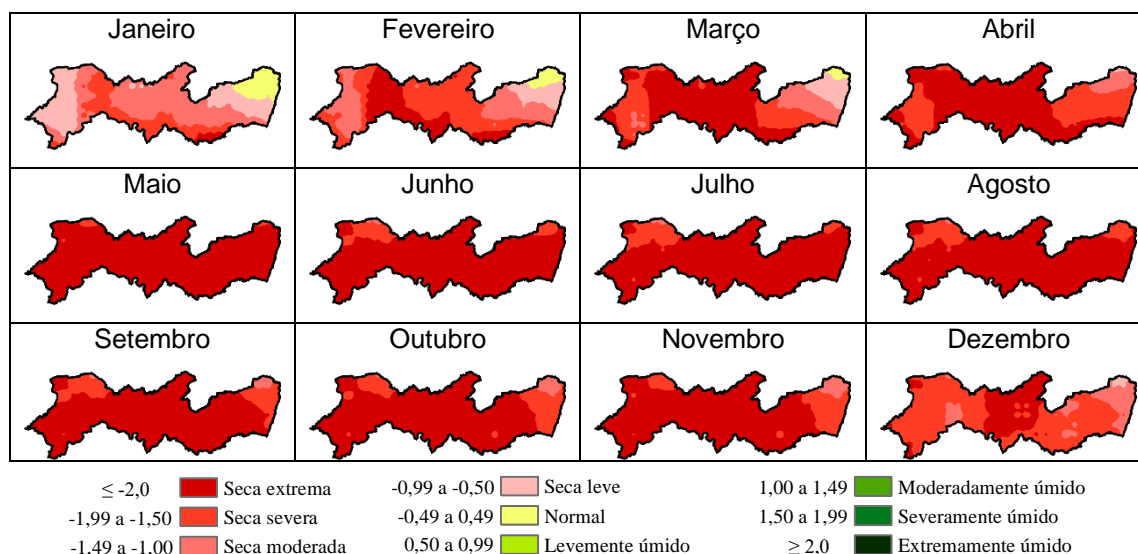 Janeiro Fevereiro Março Abril
Maio Junho Julho Agosto
Setembro Outubro Novembro Dezembro
≤ -2,0 Seca extrema -0,99 a -0,50 Seca leve 1,00 a 1,49 Moderadamente úmido
-1,99 a -1,50 Seca severa -0,49 a 0,49 Normal 1,50 a 1,99 Severamente úmido
-1,49 a -1,00 Seca moderada 0,50 a 0,99 Levemente úmido ≥ 2,0 Extremamente úmido